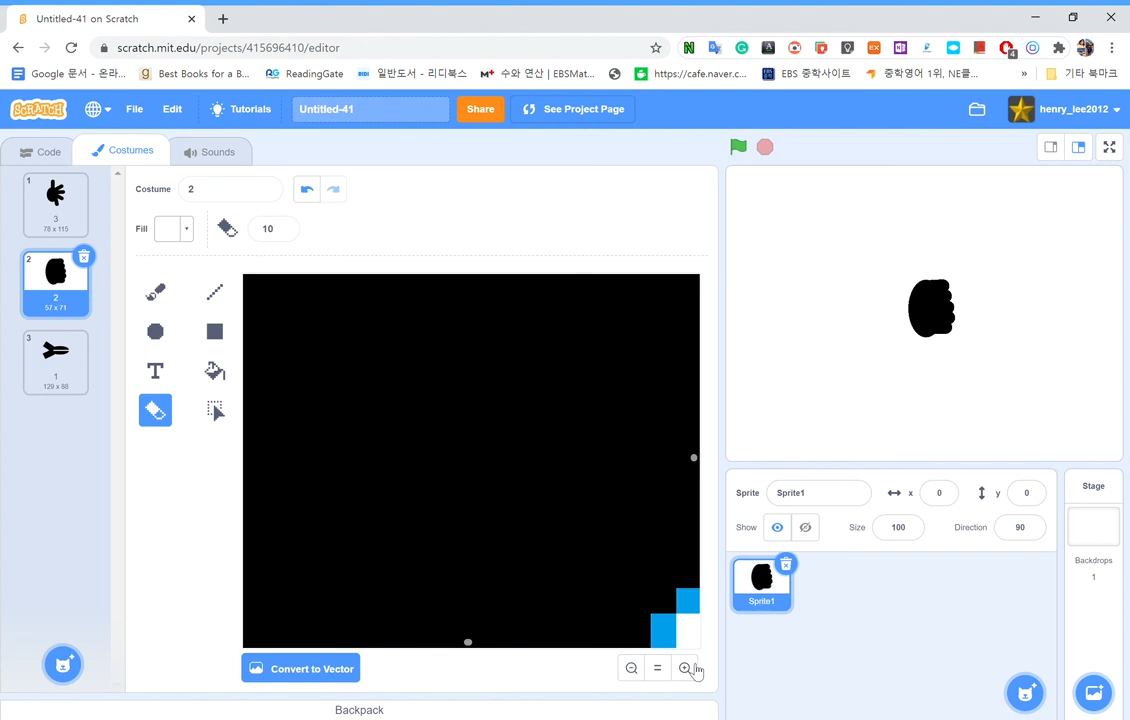 Untitled-41 on Scratch
scratch.mit.edu/projects/415696410/editor
4
Google 문서 - 온라...
Best Books for a B...
ReadingGate
일반도서 - 리디북스
수와 연산 | EBSMat...
https://cafe.naver.c...
EBS 중학사이트
중학영어 1위, NE클...
»
기타 북마크
SCRATCH
File
Edit
Tutorials
Untitled-41
Share
See Project Page
henry_lee2012
Code
Costumes
Sounds
1
3
78 x 115
2
2
57 x 71
3
1
129 x 88
Costume
2
Fill
10
T
Convert to Vector
Backpack
Sprite
Sprite1
x
0
y
0
Show
Size
100
Direction
90
Sprite1
Stage
Backdrops
1